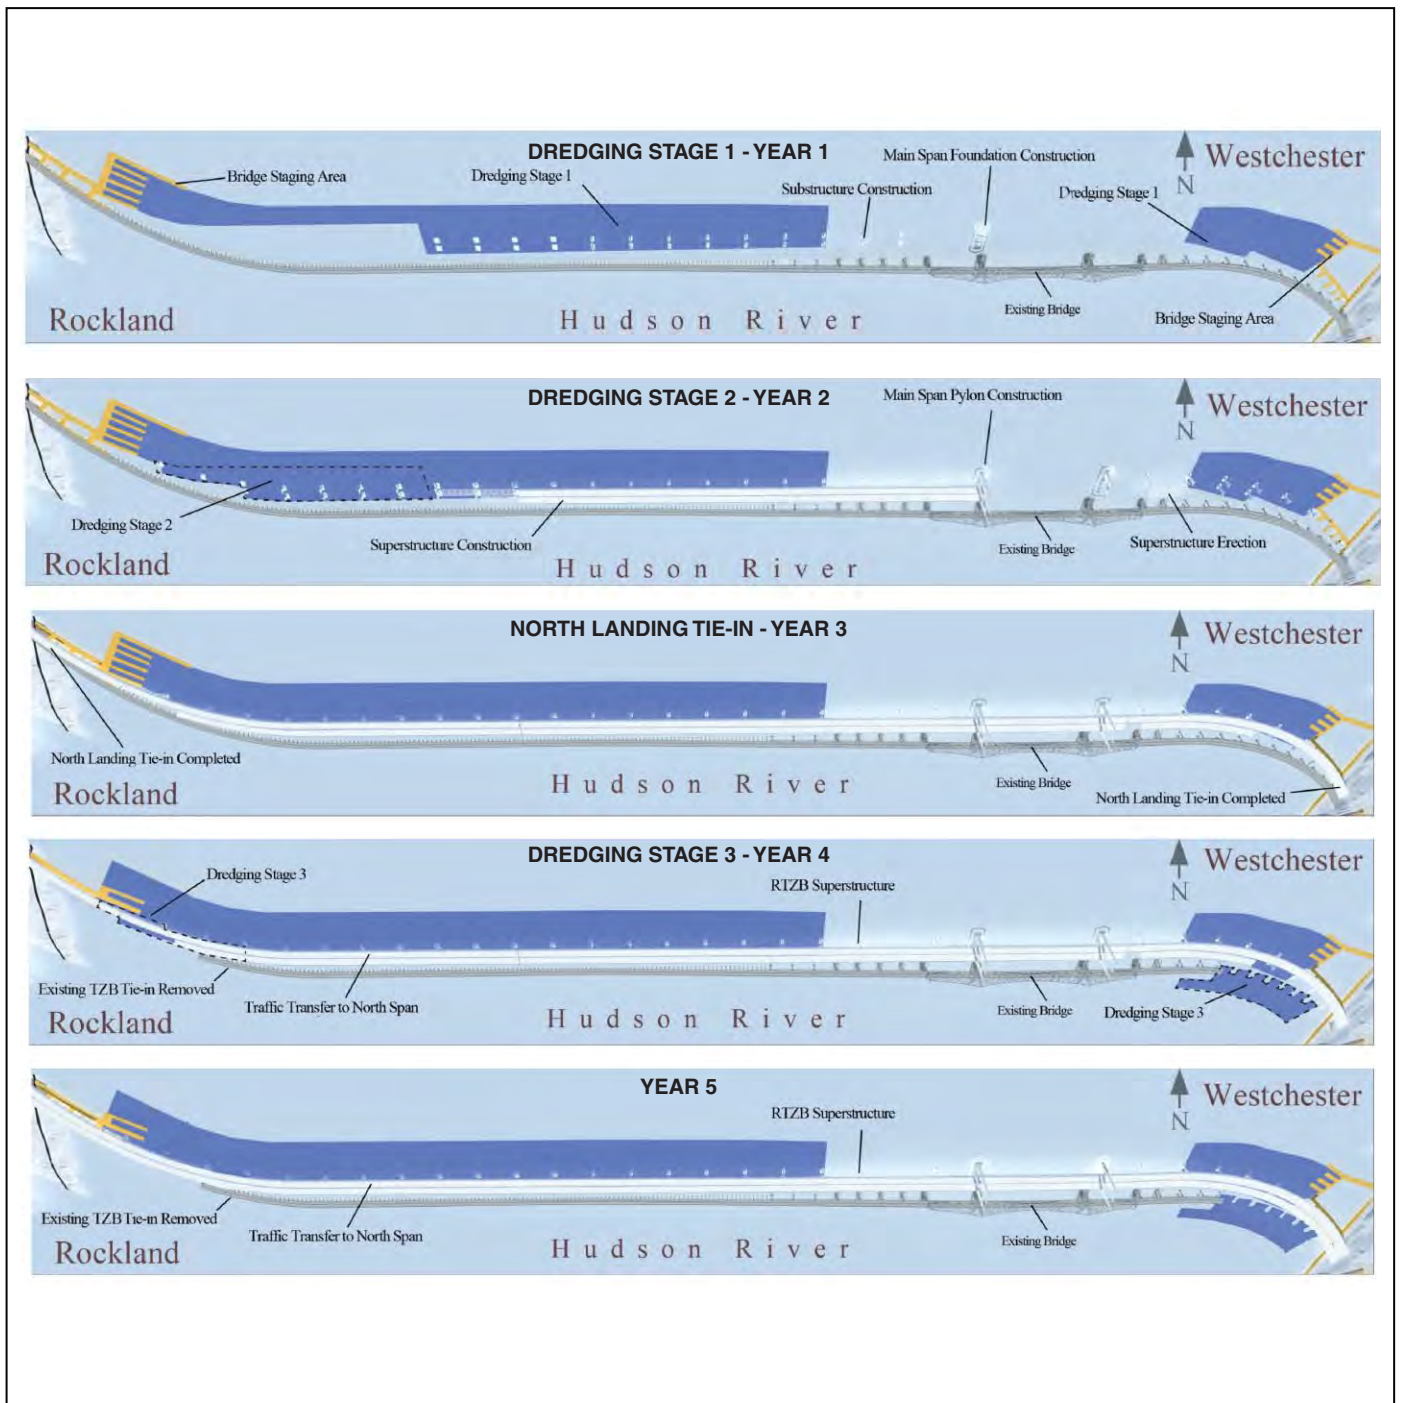 DREDGING STAGE 1 - YEAR 1
Main Span Foundation Construction
Westchester
Bridge Staging Area
Dredging Stage 1
Substructure Construction
Dredging Stage 1
N
Rockland
Hudson River
Existing Bridge
Bridge Staging Area
DREDGING STAGE 2 - YEAR 2
Main Span Pylon Construction
Westchester
N
Dredging Stage 2
Superstructure Construction
Existing Bridge
Superstructure Erection
Rockland
Hudson River
NORTH LANDING TIE-IN - YEAR 3
Westchester
N
North Landing Tie-in Completed
Rockland
Hudson River
Existing Bridge
North Landing Tie-in Completed
DREDGING STAGE 3 - YEAR 4
Westchester
Dredging Stage 3
RTZB Superstructure
N
Existing TZB Tie-in Removed
Traffic Transfer to North Span
Existing Bridge
Dredging Stage 3
Rockland
Hudson River
YEAR 5
Westchester
RTZB Superstructure
N
Existing TZB Tie-in Removed
Traffic Transfer to North Span
Existing Bridge
Rockland
Hudson River